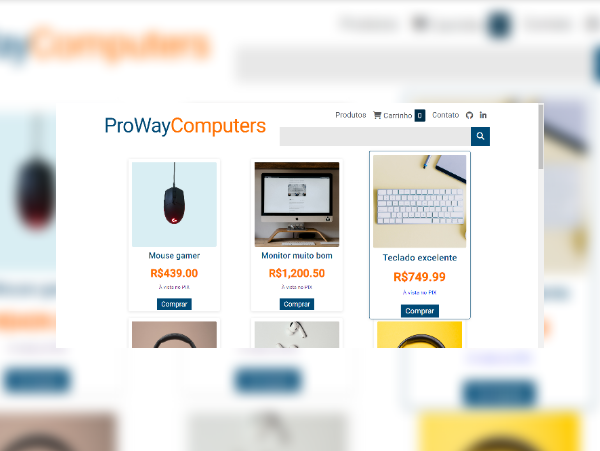 ProWayComputers
Produtos
Carrinho 0
Contato
Mouse gamer
R$439.00
A vista no PIX
Comprar
Monitor muito bom
R$1,200.50
A vista no PIX
Comprar
Teclado excelente
R$749.99
A vista no PIX
Comprar